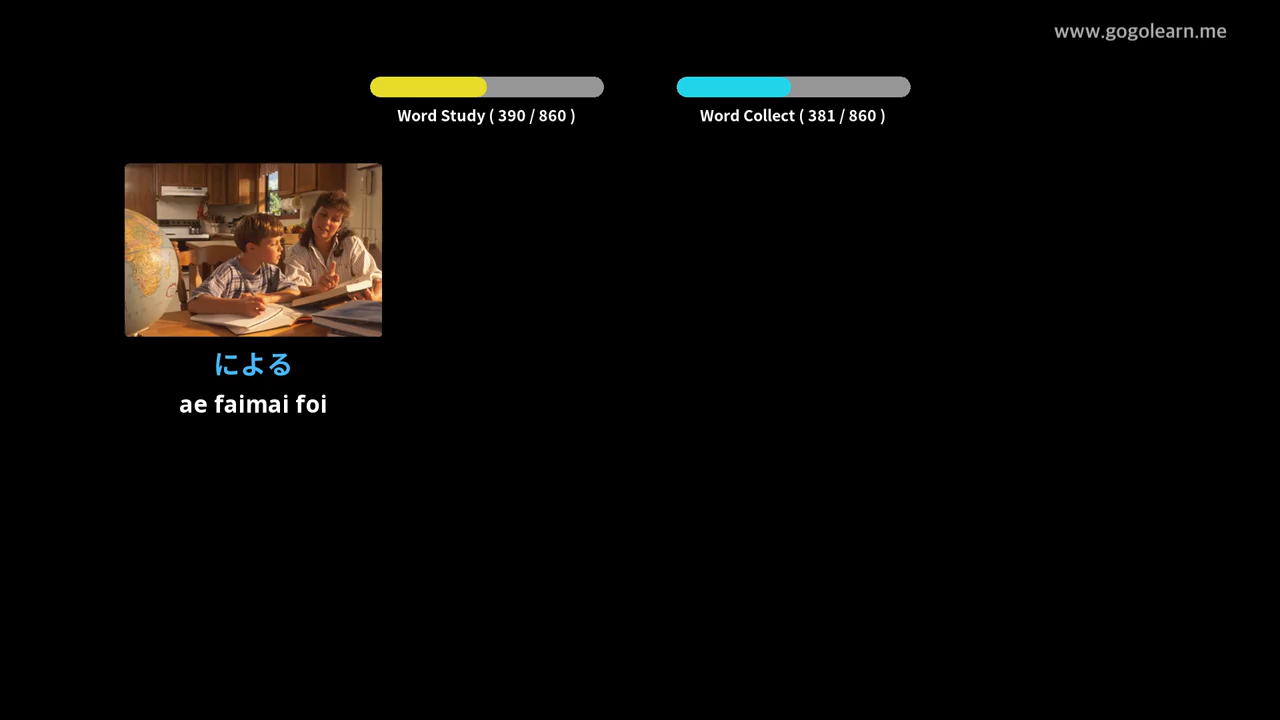 www.gogolearn.me
Word Study ( 390 / 860 )
Word Collect ( 381 / 860 )
による
ae faimai foi